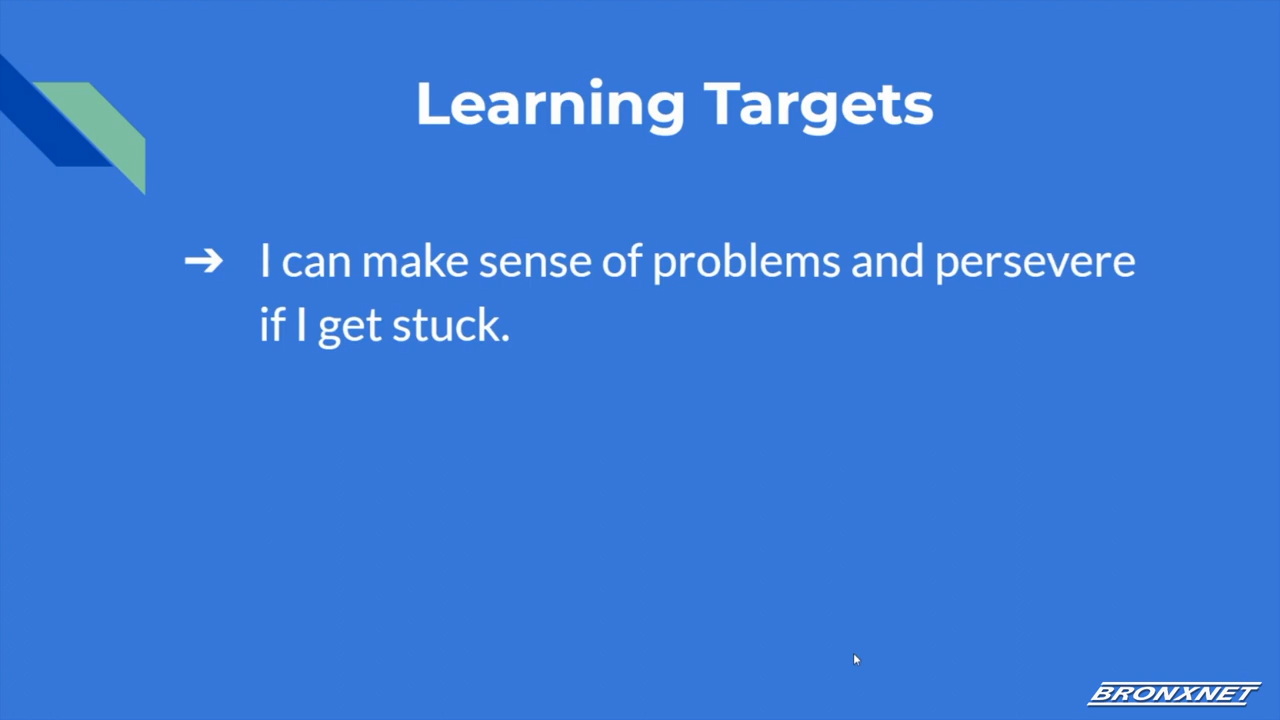 Learning Targets
➔ I can make sense of problems and persevere
if I get stuck.
BRONXNET